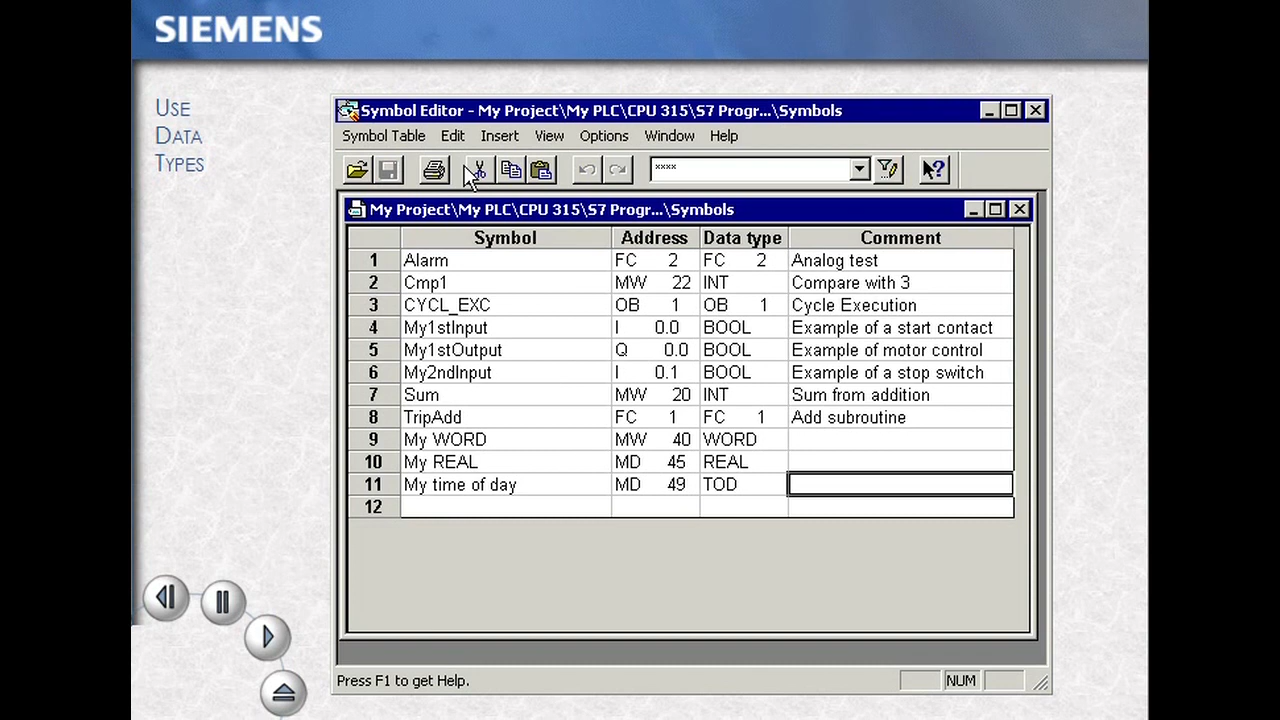 SIEMENS
USE
DATA
TYPES
Symbol Editor - My Project\My PLC\CPU 315\S7 Progr...\Symbols
Symbol Table Edit Insert View Options Window Help
****
My Project\My PLC\CPU 315\S7 Progr...\Symbols
Symbol Address Data type Comment
1 Alarm FC 2 FC 2 Analog test
2 Cmp1 MW 22 INT Compare with 3
3 CYCL_EXC OB 1 OB 1 Cycle Execution
4 My1stInput I 0.0 BOOL Example of a start contact
5 My1stOutput Q 0.0 BOOL Example of motor control
6 My2ndInput I 0.1 BOOL Example of a stop switch
7 Sum MW 20 INT Sum from addition
8 TripAdd FC 1 FC 1 Add subroutine
9 My WORD MW 40 WORD
10 My REAL MD 45 REAL
11 My time of day MD 49 TOD
12
Press F1 to get Help. NUM